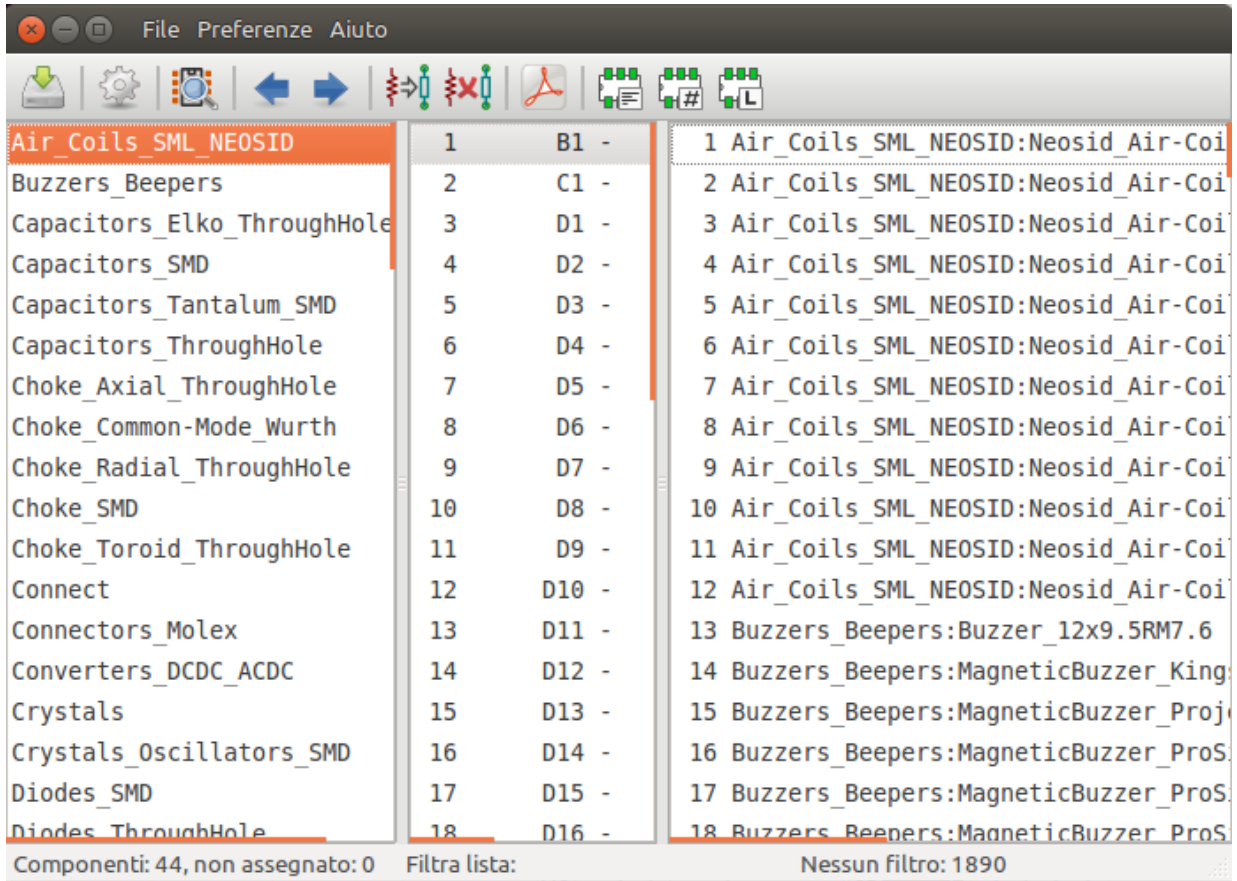 File Preferenze Aiuto
# L
Air_Coils_SML_NEOSID
Buzzers_Beepers
Capacitors_Elko_ThroughHole
Capacitors_SMD
Capacitors_Tantalum_SMD
Capacitors_ThroughHole
Choke_Axial_ThroughHole
Choke_Common-Mode_Wurth
Choke_Radial_ThroughHole
Choke_SMD
Choke_Toroid_ThroughHole
Connect
Connectors_Molex
Converters_DCDC_ACDC
Crystals
Crystals_Oscillators_SMD
Diodes_SMD
Diodes_ThroughHole
1 B1 -
2 C1 -
3 D1 -
4 D2 -
5 D3 -
6 D4 -
7 D5 -
8 D6 -
9 D7 -
10 D8 -
11 D9 -
12 D10 -
13 D11 -
14 D12 -
15 D13 -
16 D14 -
17 D15 -
18 D16 -
1 Air_Coils_SML_NEOSID:Neosid_Air-Coi
2 Air_Coils_SML_NEOSID:Neosid_Air-Coi
3 Air_Coils_SML_NEOSID:Neosid_Air-Coi
4 Air_Coils_SML_NEOSID:Neosid_Air-Coi
5 Air_Coils_SML_NEOSID:Neosid_Air-Coi
6 Air_Coils_SML_NEOSID:Neosid_Air-Coi
7 Air_Coils_SML_NEOSID:Neosid_Air-Coi
8 Air_Coils_SML_NEOSID:Neosid_Air-Coi
9 Air_Coils_SML_NEOSID:Neosid_Air-Coi
10 Air_Coils_SML_NEOSID:Neosid_Air-Coi
11 Air_Coils_SML_NEOSID:Neosid_Air-Coi
12 Air_Coils_SML_NEOSID:Neosid_Air-Coi
13 Buzzers_Beepers:Buzzer_12x9.5RM7.6
14 Buzzers_Beepers:MagneticBuzzer_King
15 Buzzers_Beepers:MagneticBuzzer_Proj
16 Buzzers_Beepers:MagneticBuzzer_ProS
17 Buzzers_Beepers:MagneticBuzzer_ProS
18 Buzzers_Beepers:MagneticBuzzer_ProS
Componenti: 44, non assegnato: 0 Filtra lista: Nessun filtro: 1890